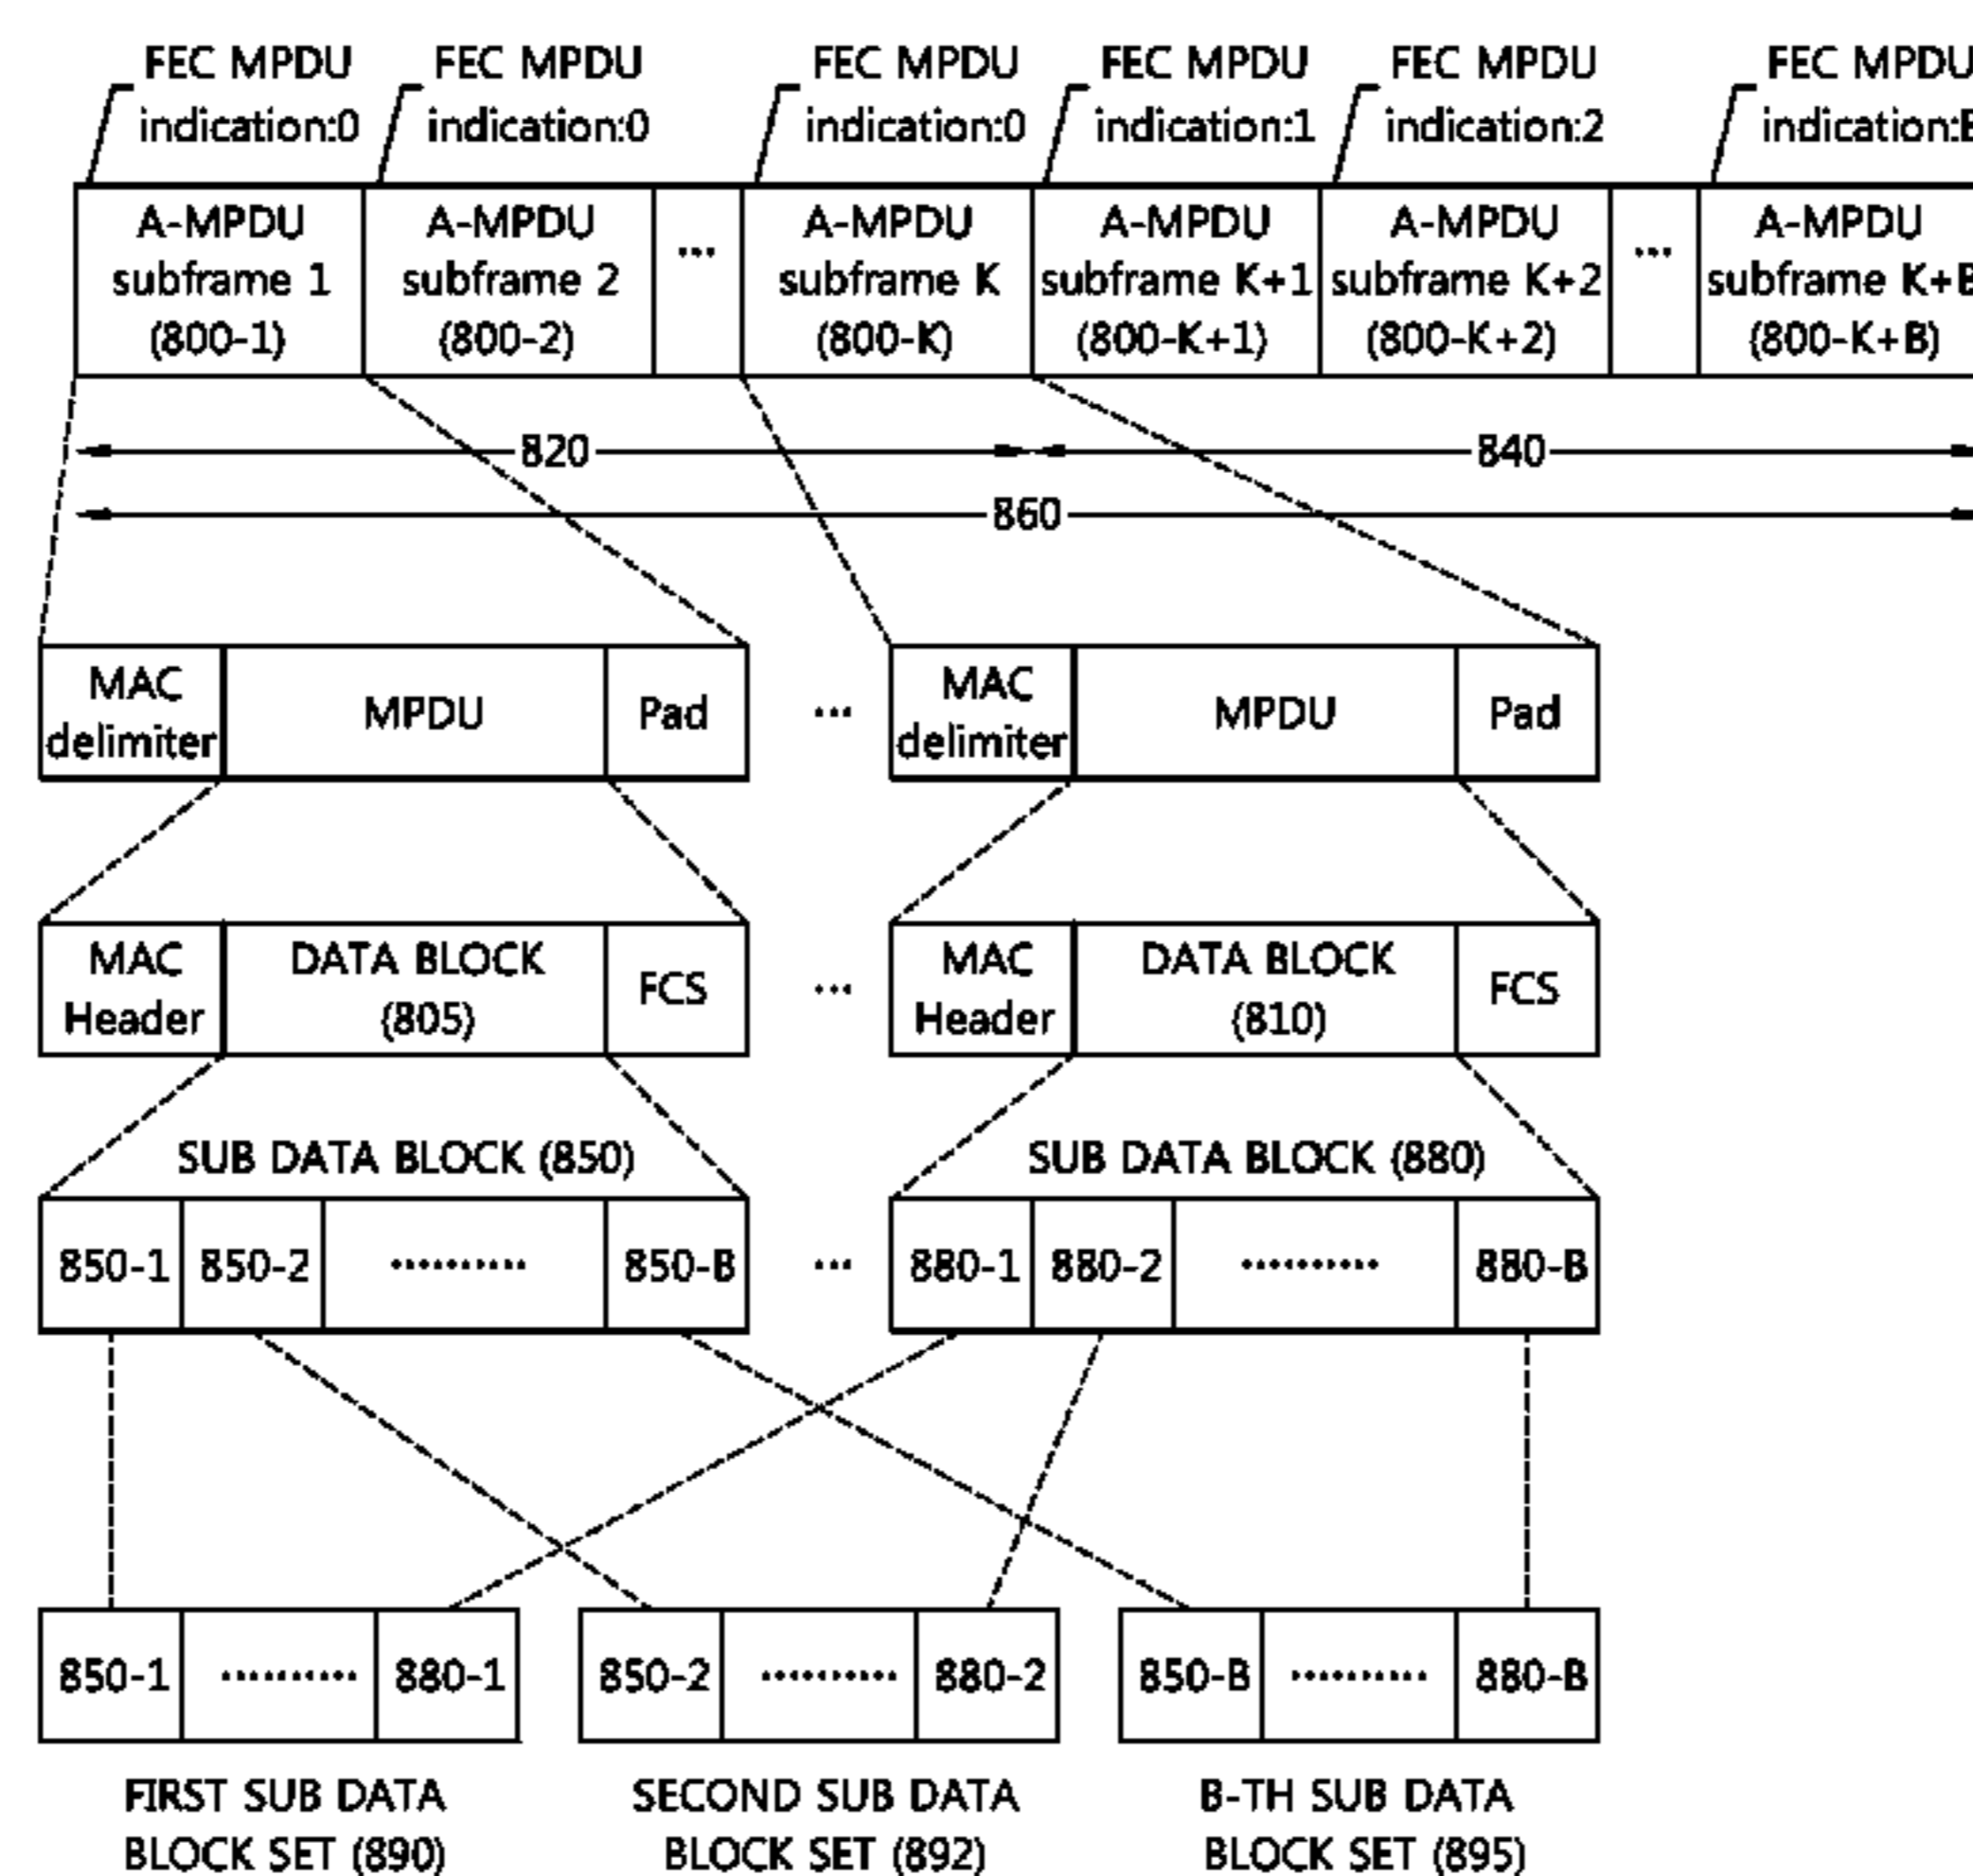 FEC MPDU FEC MPDU FEC MPDU FEC MPDU FEC MPDU FEC MPDU
indication:0 indication:0 indication:0 indication:1 indication:2 indication:B
A-MPDU A-MPDU A-MPDU A-MPDU A-MPDU A-MPDU
subframe 1 subframe 2 ... subframe K subframe K+1 subframe K+2 ... subframe K+B
(800-1) (800-2) (800-K) (800-K+1) (800-K+2) (800-K+B)
820 840
860
MAC MAC
delimiter MPDU Pad ... delimiter MPDU Pad
MAC DATA BLOCK FCS ... MAC DATA BLOCK FCS
Header (805) Header (810)
SUB DATA BLOCK (850) SUB DATA BLOCK (880)
850-1 850-2 .......... 850-B ... 880-1 880-2 .......... 880-B
850-1 .......... 880-1 850-2 .......... 880-2 850-B .......... 880-B
FIRST SUB DATA SECOND SUB DATA B-TH SUB DATA
BLOCK SET (890) BLOCK SET (892) BLOCK SET (895)